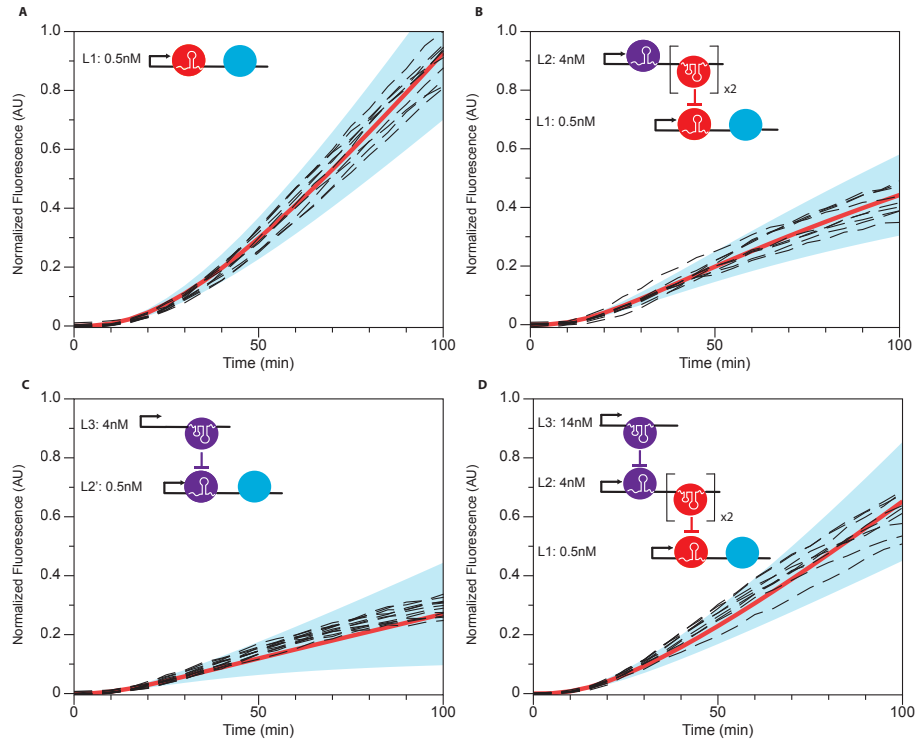 A
Normalized Fluorescence (AU)
1.0
0.8
0.6
0.4
0.2
0
L1: 0.5nM
0
50
100
Time (min)
B
Normalized Fluorescence (AU)
1.0
0.8
0.6
0.4
0.2
0
L2: 4nM
x2
L1: 0.5nM
0
50
100
Time (min)
C
Normalized Fluorescence (AU)
1.0
0.8
0.6
0.4
0.2
0
L3: 4nM
L2': 0.5nM
0
50
100
Time (min)
D
Normalized Fluorescence (AU)
1.0
0.8
0.6
0.4
0.2
0
L3: 14nM
L2: 4nM
x2
L1: 0.5nM
0
50
100
Time (min)